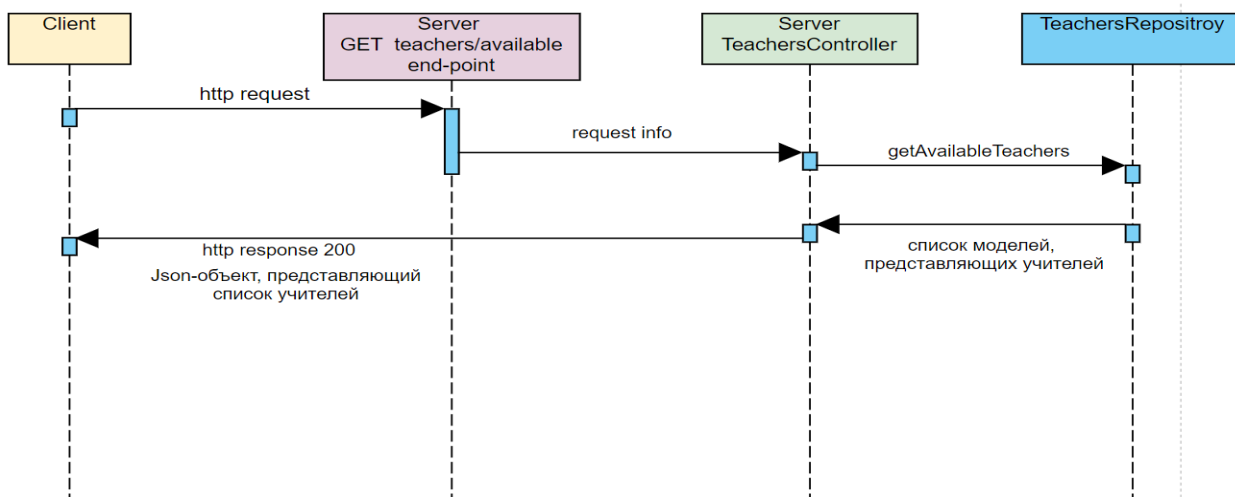 Client
Server
GET teachers/available
end-point
Server
TeachersController
TeachersRepositroy
http request
request info
getAvailableTeachers
http response 200
Json-объект, представляющий
список учителей
список моделей,
представляющих учителей